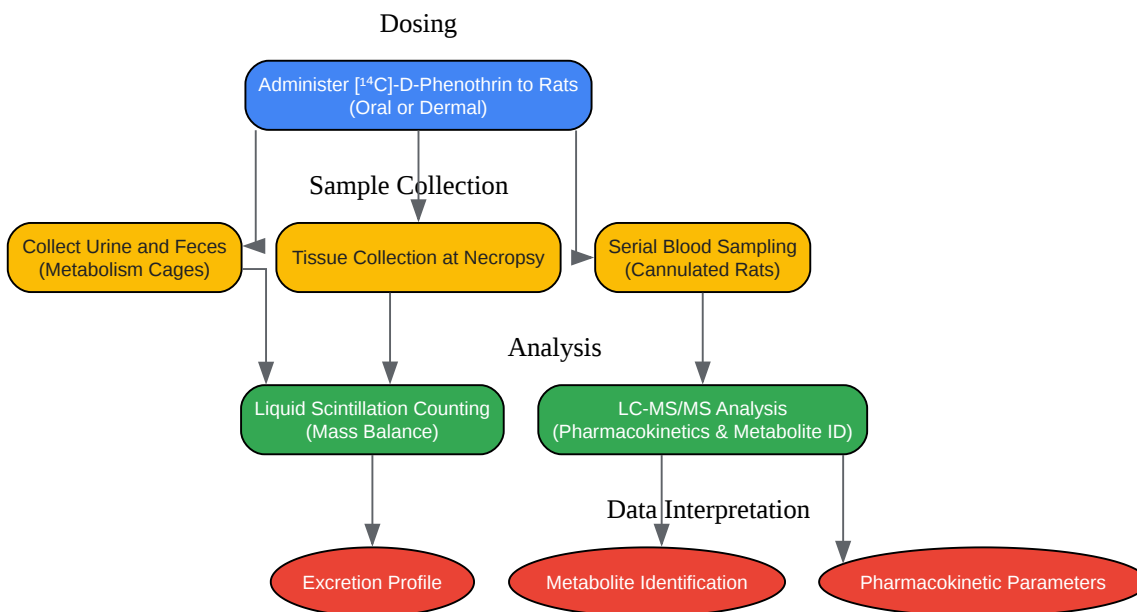 Dosing
Administer [¹⁴C]-D-Phenothrin to Rats
(Oral or Dermal)
Sample Collection
Collect Urine and Feces
(Metabolism Cages)
Tissue Collection at Necropsy
Serial Blood Sampling
(Cannulated Rats)
Analysis
Liquid Scintillation Counting
(Mass Balance)
LC-MS/MS Analysis
(Pharmacokinetics & Metabolite ID)
Data Interpretation
Excretion Profile
Metabolite Identification
Pharmacokinetic Parameters